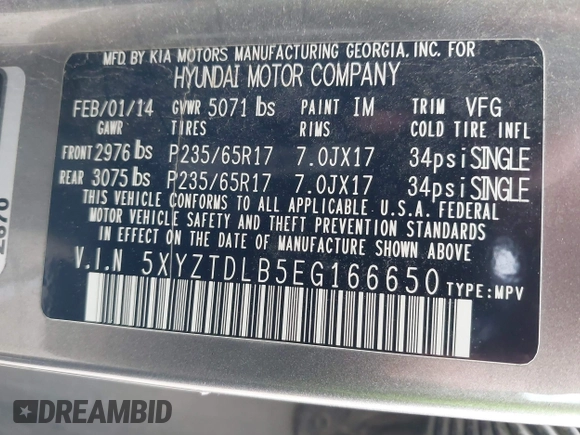 MFD. BY KIA MOTORS MANUFACTURING GEORGIA, INC. FOR
HYUNDAI MOTOR COMPANY
FEB/01/14 GVWR 5071 lbs PAINT IM TRIM VFG
GAWR TIRES RIMS COLD TIRE INFL
FRONT 2976 lbs P235/65R17 7.0JX17 34psi SINGLE
REAR 3075 lbs P235/65R17 7.0JX17 34psi SINGLE
THIS VEHICLE CONFORMS TO ALL APPLICABLE U.S.A. FEDERAL
MOTOR VEHICLE SAFETY AND THEFT PREVENTION STANDARDS
IN EFFECT ON THE DATE OF MANUFACTURE SHOWN ABOVE.
V.I.N 5XYZTDLB5EG166650 TYPE:MPV
DREAMBID